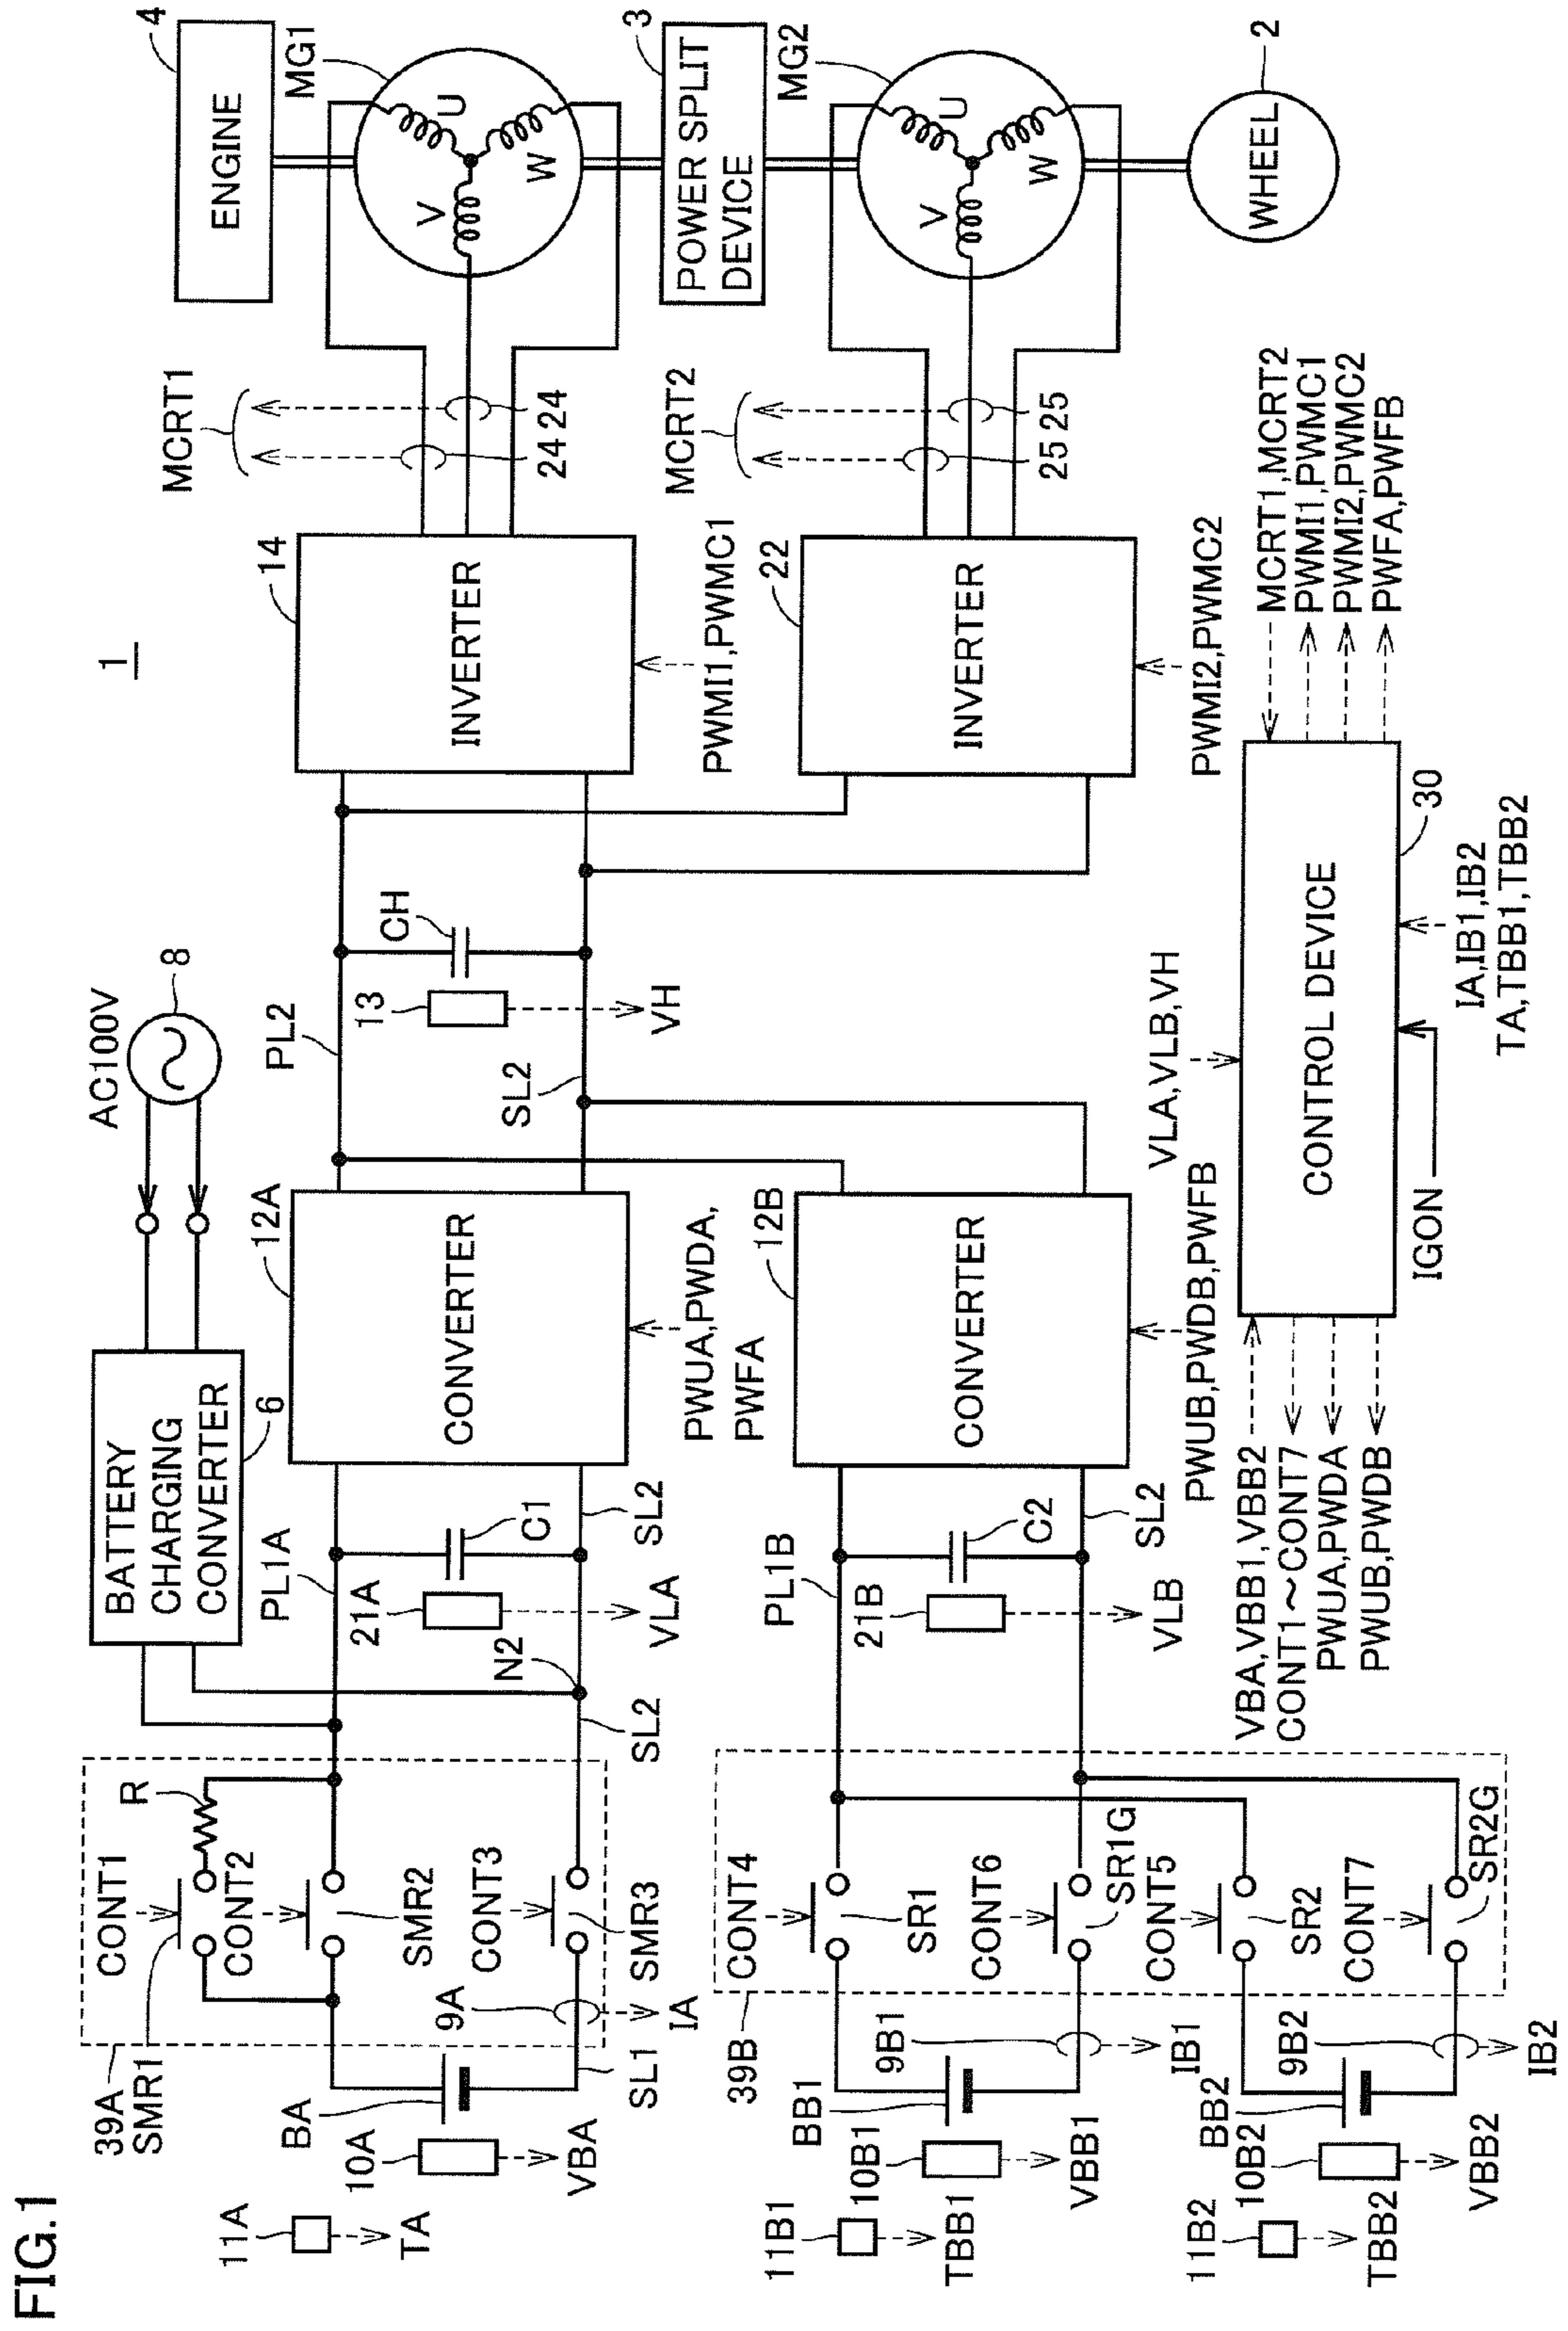 FIG.1
1
AC100V
8
BATTERY
CHARGING
CONVERTER
6
39A
SMR1
CONT1
R
CONT2
SMR2
CONT3
SMR3
11A
TA
BA
10A
VBA
9A
IA
SL1
SL2
N2
PL1A
21A
VLA
C1
SL2
12A
CONVERTER
PWUA,PWDA,
PWFA
PL2
SL2
13
VH
CH
14
INVERTER
PWMI1,PWMC1
MCRT1
24
24
4
ENGINE
MG1
U
V
W
3
POWER SPLIT
DEVICE
39B
CONT4
SR1
CONT6
SR1G
CONT5
SR2
CONT7
SR2G
11B1
TBB1
BB1
10B1
VBB1
9B1
IB1
11B2
TBB2
BB2
10B2
VBB2
9B2
IB2
PL1B
21B
VLB
C2
SL2
12B
CONVERTER
PWUB,PWDB,PWFB
22
INVERTER
PWMI2,PWMC2
MCRT2
25
25
MG2
U
V
W
2
WHEEL
VBA,VBB1,VBB2
CONT1~CONT7
PWUA,PWDA
PWUB,PWDB
VLA,VLB,VH
CONTROL DEVICE
30
IGON
IA,IB1,IB2
TA,TBB1,TBB2
MCRT1,MCRT2
PWMI1,PWMC1
PWMI2,PWMC2
PWFA,PWFB